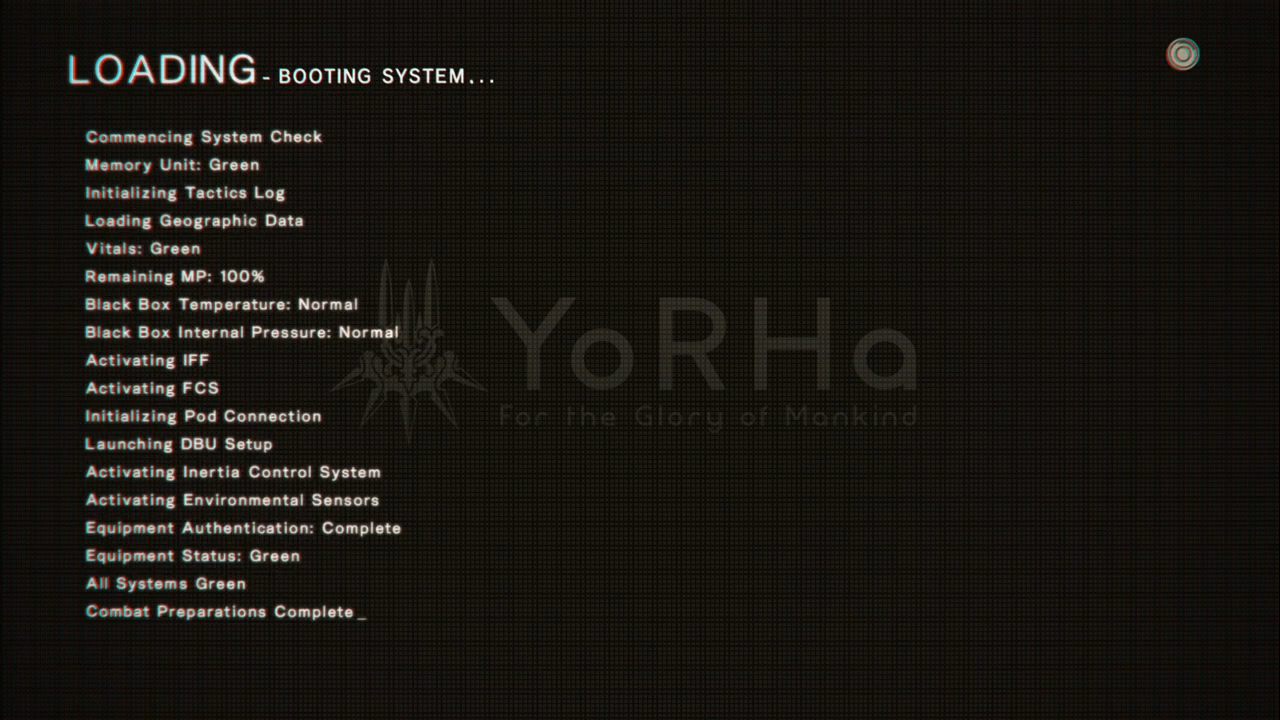 LOADING - BOOTING SYSTEM...
Commencing System Check
Memory Unit: Green
Initializing Tactics Log
Loading Geographic Data
Vitals: Green
Remaining MP: 100%
Black Box Temperature: Normal
Black Box Internal Pressure: Normal
Activating IFF
Activating FCS
Initializing Pod Connection
Launching DBU Setup
Activating Inertia Control System
Activating Environmental Sensors
Equipment Authentication: Complete
Equipment Status: Green
All Systems Green
Combat Preparations Complete_
YoRHa
For the Glory of Mankind